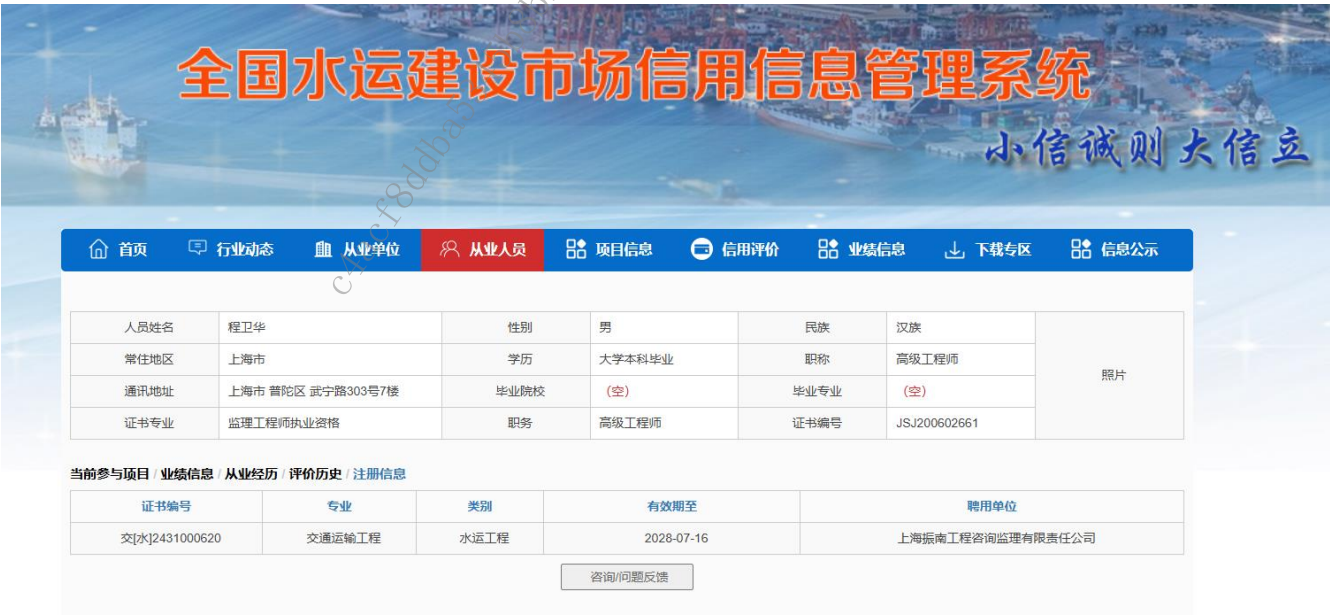 全国水运建设市场信用信息管理系统
小信诚则大信立
首页 行业动态 从业单位 从业人员 项目信息 信用评价 业绩信息 下载专区 信息公示
人员姓名 程卫华 性别 男 民族 汉族 照片
常住地区 上海市 学历 大学本科毕业 职称 高级工程师
通讯地址 上海市 普陀区 武宁路303号7楼 毕业院校 (空) 毕业专业 (空)
证书专业 监理工程师执业资格 职务 高级工程师 证书编号 JSJ200602661
当前参与项目 / 业绩信息 / 从业经历 / 评价历史 / 注册信息
证书编号 专业 类别 有效期至 聘用单位
交[水]2431000620 交通运输工程 水运工程 2028-07-16 上海振南工程咨询监理有限责任公司
咨询/问题反馈